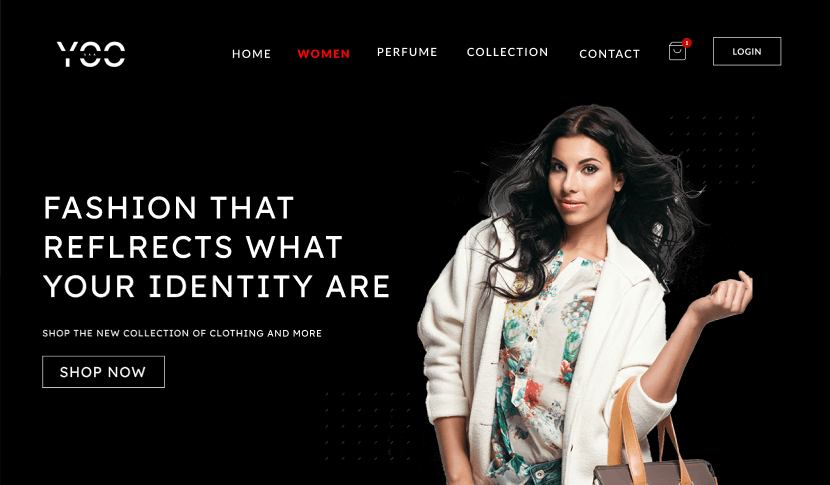 YOO
HOME
WOMEN
PERFUME
COLLECTION
CONTACT
1
LOGIN
FASHION THAT
REFLRECTS WHAT
YOUR IDENTITY ARE
SHOP THE NEW COLLECTION OF CLOTHING AND MORE
SHOP NOW